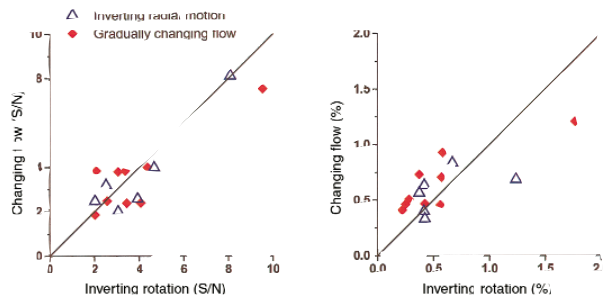 Inverting radial motion
Gradually changing flow
10
8
4
2
0
0 2 4 6 8 10
Changing flow (S/N)
Inverting rotation (S/N)
2.0
1.5
1.0
0.5
0.0
0.0 0.5 1.0 1.5 2.
Changing flow (%)
Inverting rotation (%)